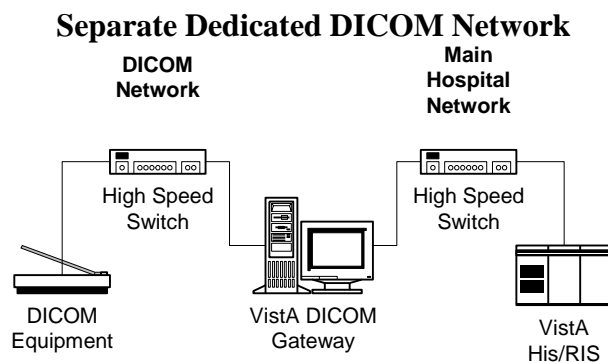 Separate Dedicated DICOM Network
DICOM
Network
Main
Hospital
Network
High Speed
Switch
High Speed
Switch
DICOM
Equipment
VistA DICOM
Gateway
VistA
His/RIS